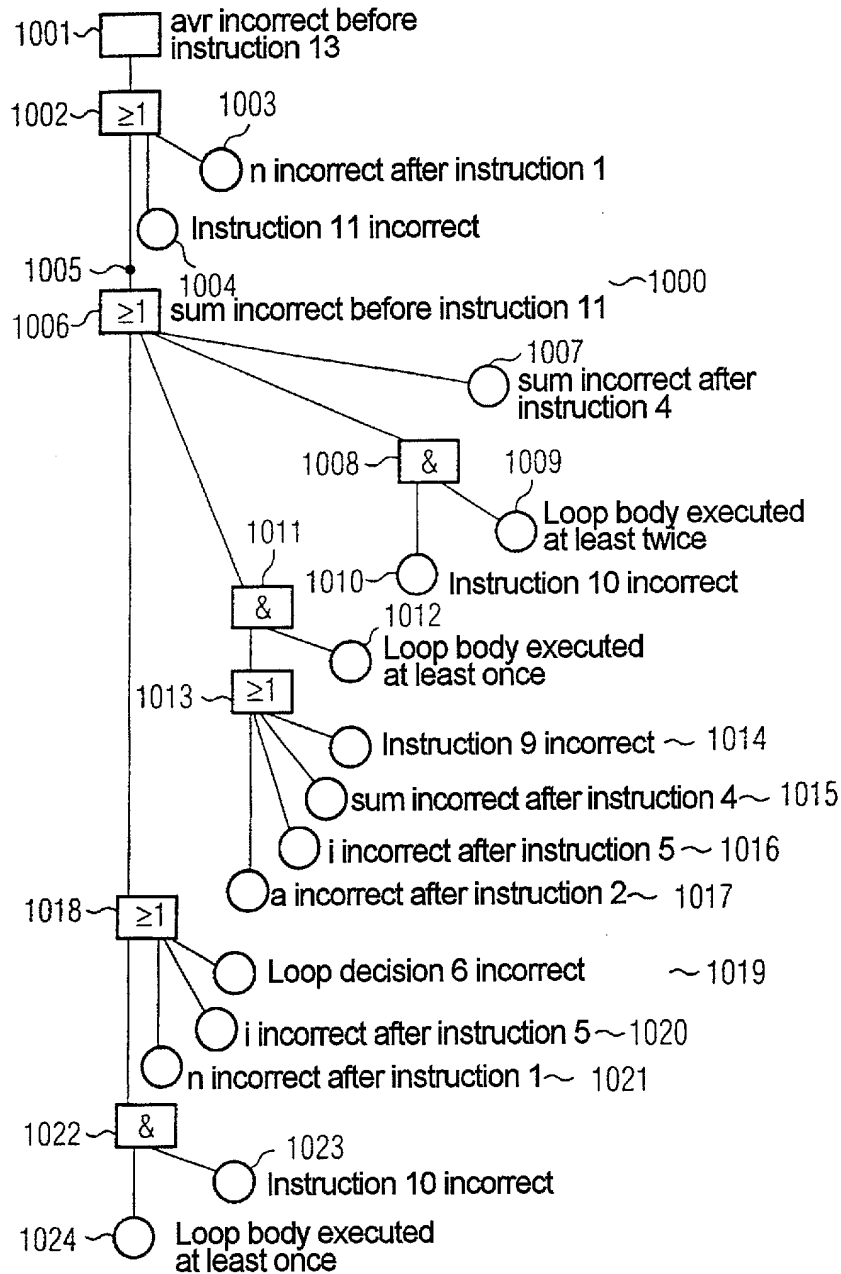 1001
avr incorrect before
instruction 13
1002
≥1
1003
n incorrect after instruction 1
Instruction 11 incorrect
1004
1005
1000
1006
≥1
sum incorrect before instruction 11
1007
sum incorrect after
instruction 4
1008
&
1009
Loop body executed
at least twice
1010
Instruction 10 incorrect
1011
&
1012
Loop body executed
at least once
1013
≥1
Instruction 9 incorrect
1014
sum incorrect after instruction 4
1015
i incorrect after instruction 5
1016
a incorrect after instruction 2
1017
1018
≥1
Loop decision 6 incorrect
1019
i incorrect after instruction 5
1020
n incorrect after instruction 1
1021
1022
&
1023
Instruction 10 incorrect
1024
Loop body executed
at least once